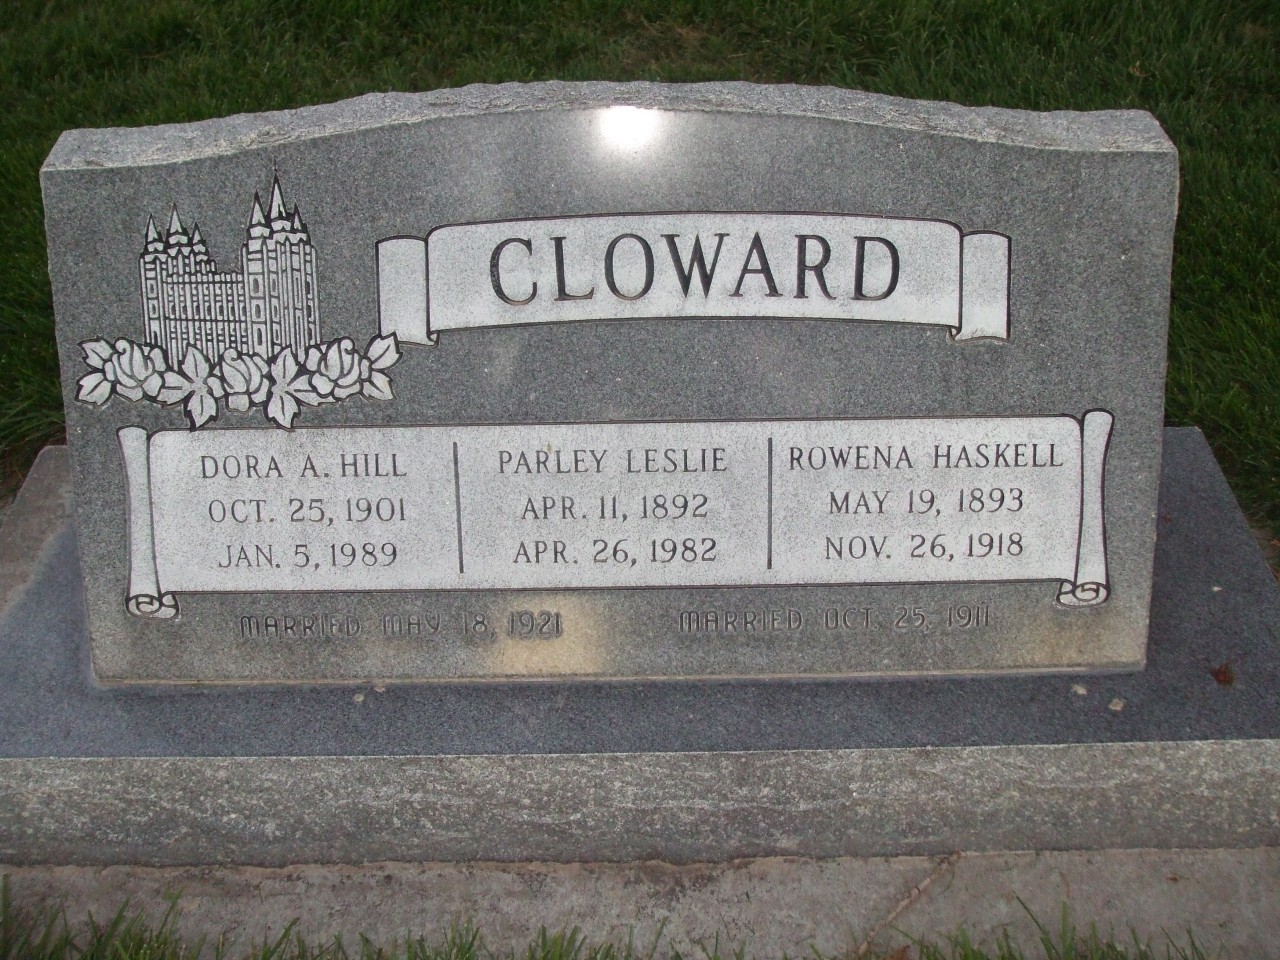 CLOWARD
DORA A. HILL
OCT. 25, 1901
JAN. 5, 1989
PARLEY LESLIE
APR. 11, 1892
APR. 26, 1982
ROWENA HASKELL
MAY 19, 1893
NOV. 26, 1918
MARRIED MAY 18, 1921
MARRIED OCT. 25, 1911